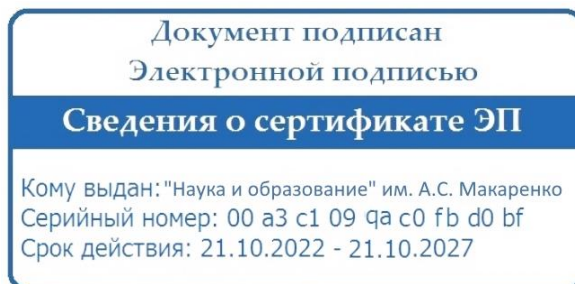 Документ подписан
Электронной подписью
Сведения о сертификате ЭП
Кому выдан: "Наука и образование" им. А.С. Макаренко
Серийный номер: 00 a3 c1 09 qa c0 fb d0 bf
Срок действия: 21.10.2022 - 21.10.2027